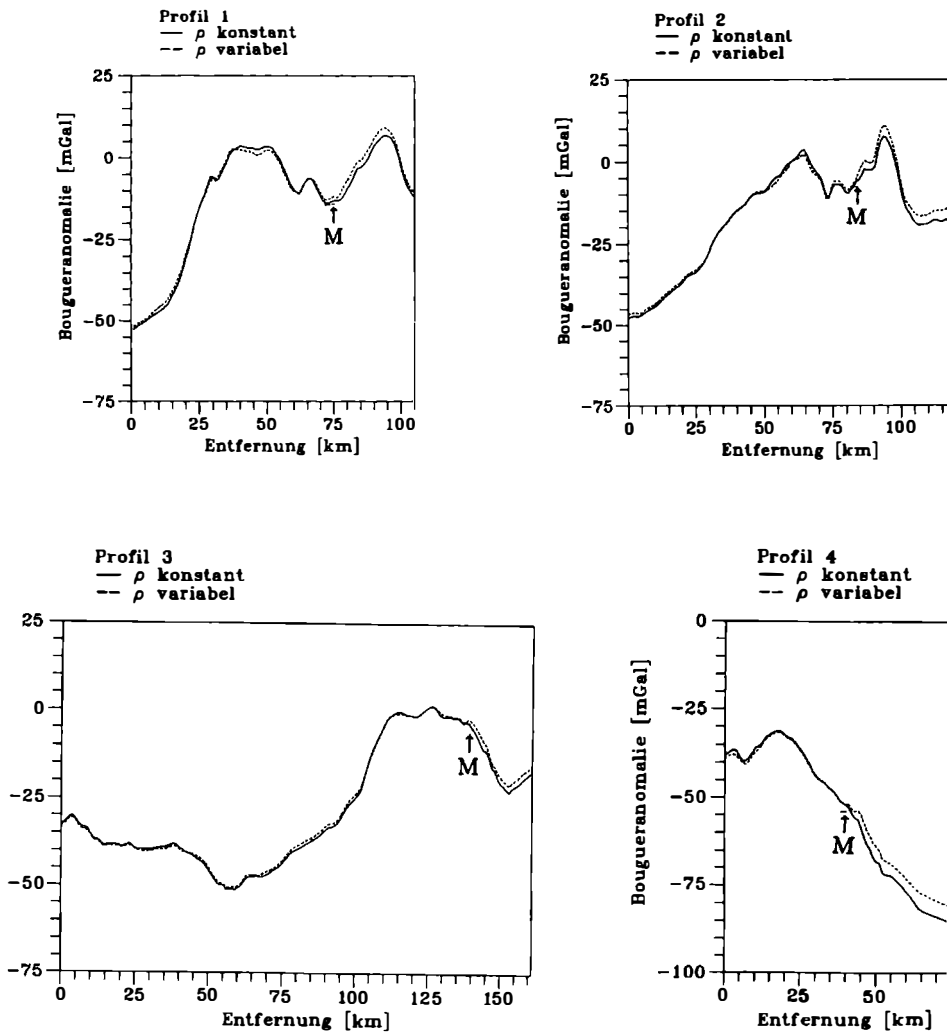 Profil 1
ρ konstant
ρ variabel
25
0
-25
-50
-75
Bougueranomalie [mGal]
M
0 25 50 75 100
Entfernung [km]
Profil 2
ρ konstant
ρ variabel
25
0
-25
-50
-75
Bougueranomalie [mGal]
M
0 25 50 75 100
Entfernung [km]
Profil 3
ρ konstant
ρ variabel
25
0
-25
-50
-75
M
0 25 50 75 100 125 150
Entfernung [km]
Profil 4
ρ konstant
ρ variabel
0
-25
-50
-75
-100
Bougueranomalie [mGal]
M
0 25 50
Entfernung [km]